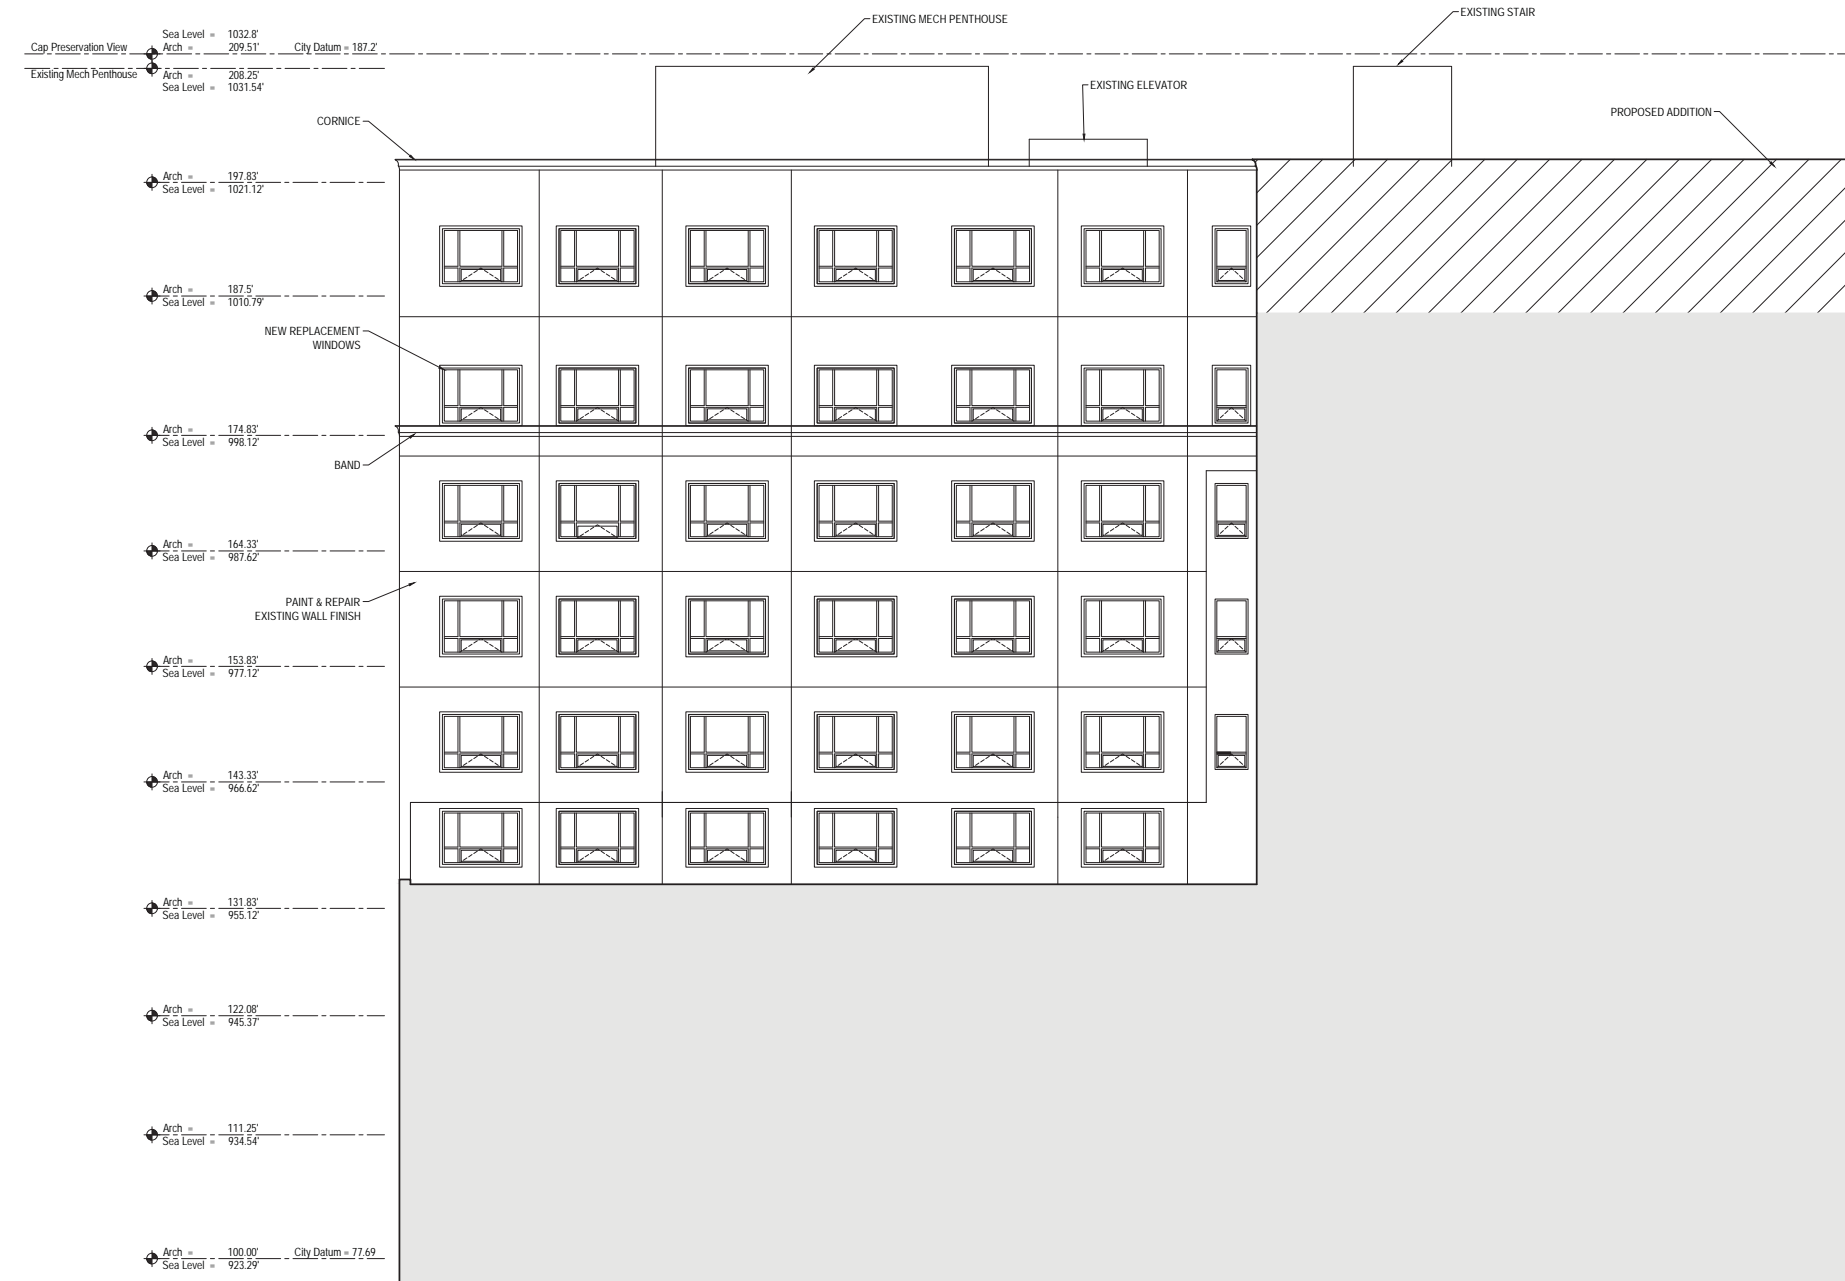 EXISTING STAIR
EXISTING MECH PENTHOUSE
Sea Level = 1032.8'
Cap Preservation View Arch = 209.51' City Datum = 187.2'
Existing Mech Penthouse Arch = 208.25'
Sea Level = 1031.54'
EXISTING ELEVATOR
PROPOSED ADDITION
CORNICE
Arch = 197.83'
Sea Level = 1021.12'
Arch = 187.5'
Sea Level = 1010.79'
NEW REPLACEMENT
WINDOWS
Arch = 174.83'
Sea Level = 998.12'
BAND
Arch = 164.33'
Sea Level = 987.62'
PAINT & REPAIR
EXISTING WALL FINISH
Arch = 153.83'
Sea Level = 977.12'
Arch = 143.33'
Sea Level = 966.62'
Arch = 131.83'
Sea Level = 955.12'
Arch = 122.08'
Sea Level = 945.37'
Arch = 111.25'
Sea Level = 934.54'
Arch = 100.00' City Datum = 77.69
Sea Level = 923.29'